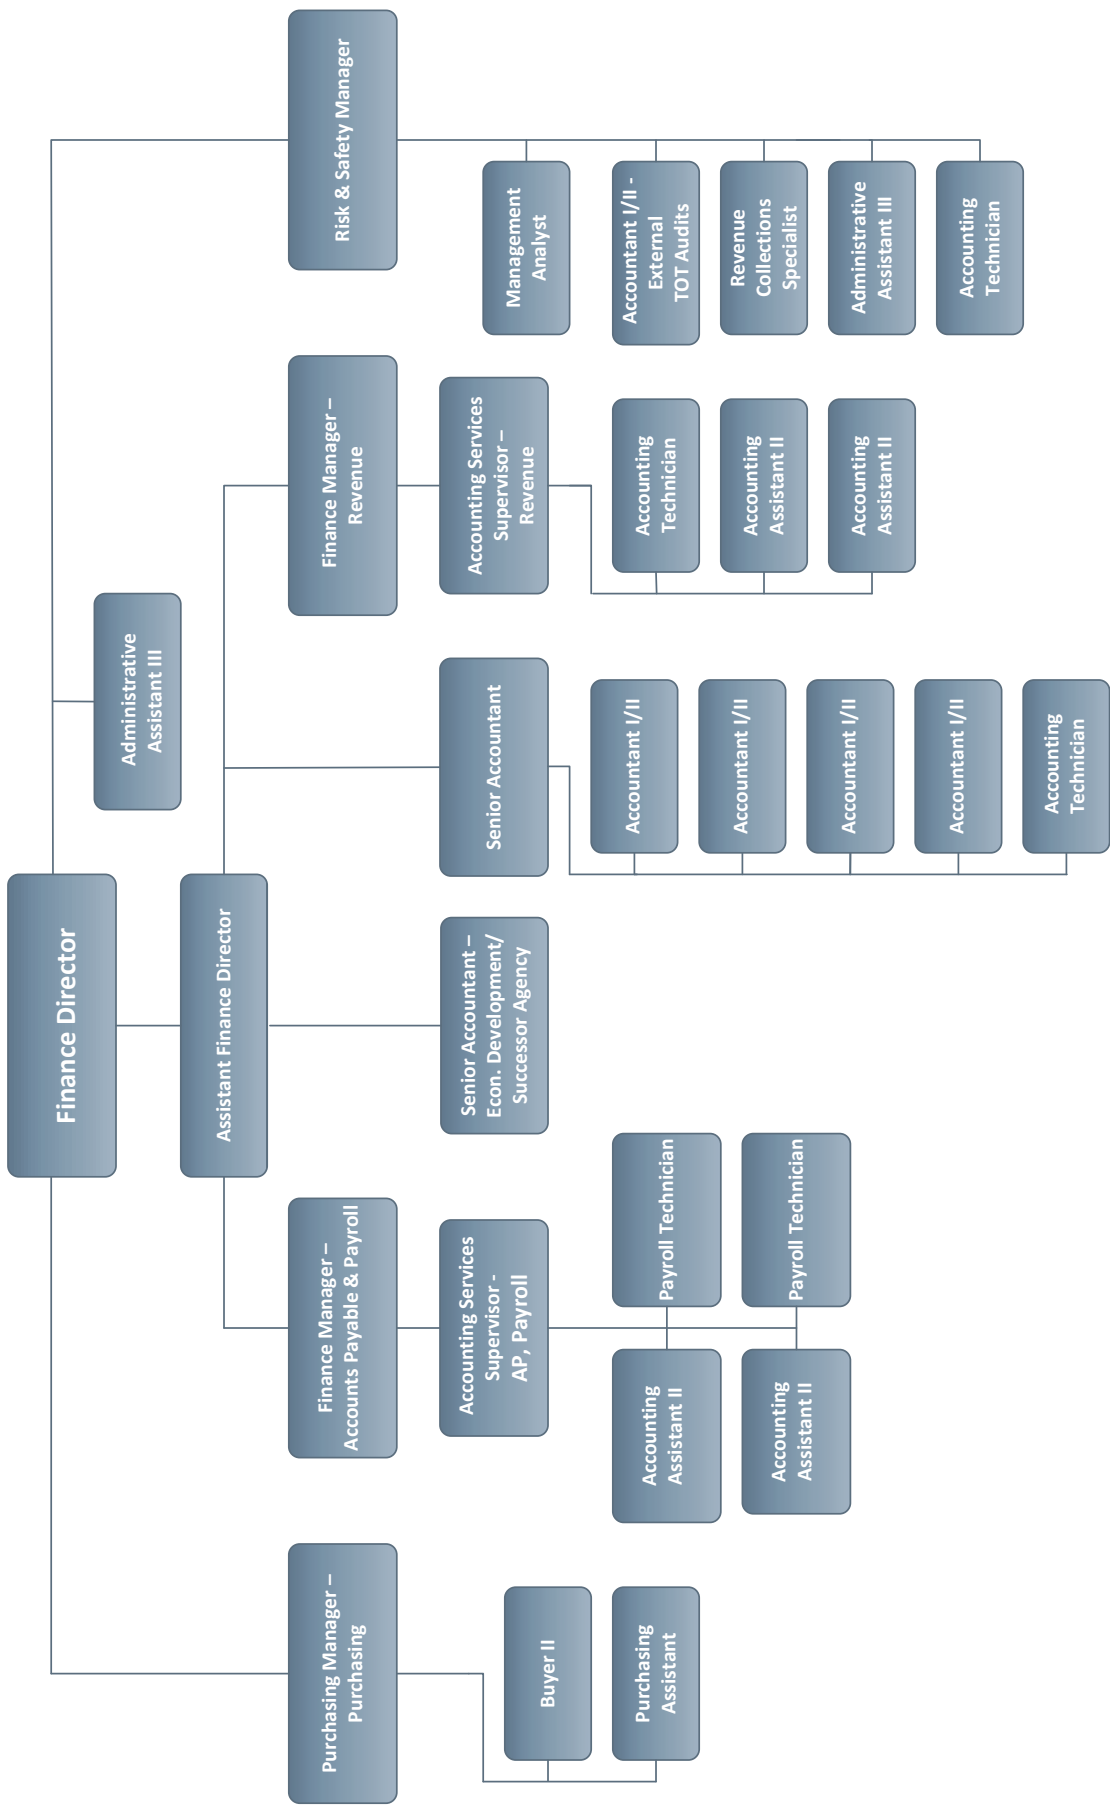 Finance Director
Administrative
Assistant III
Assistant Finance Director
Purchasing Manager –
Purchasing
Finance Manager –
Accounts Payable & Payroll
Finance Manager –
Revenue
Risk & Safety Manager
Accounting Services
Supervisor -
AP, Payroll
Senior Accountant –
Econ. Development/
Successor Agency
Senior Accountant
Accounting Services
Supervisor –
Revenue
Buyer II
Purchasing
Assistant
Accounting
Assistant II
Payroll Technician
Accounting
Assistant II
Payroll Technician
Accountant I/II
Accountant I/II
Accountant I/II
Accountant I/II
Accounting
Technician
Accounting
Technician
Accounting
Assistant II
Accounting
Assistant II
Management
Analyst
Accountant I/II -
External
TOT Audits
Revenue
Collections
Specialist
Administrative
Assistant III
Accounting
Technician